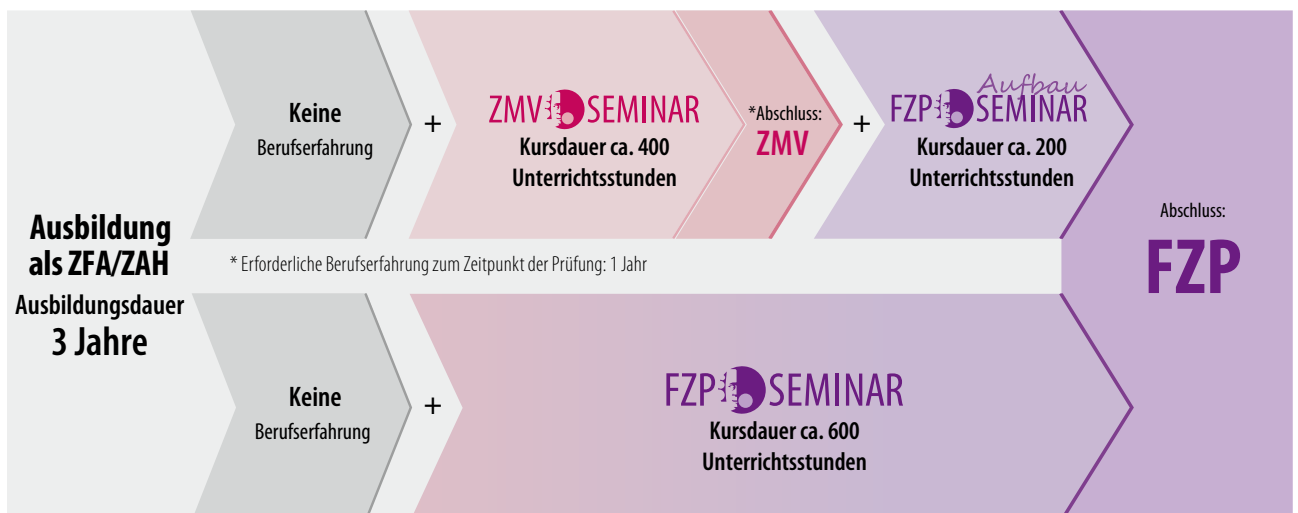 Ausbildung
als ZFA/ZAH
Ausbildungsdauer
3 Jahre
Keine
Berufserfahrung
+
ZMV SEMINAR
Kursdauer ca. 400
Unterrichtsstunden
*Abschluss:
ZMV
+
Aufbau
FZP SEMINAR
Kursdauer ca. 200
Unterrichtsstunden
* Erforderliche Berufserfahrung zum Zeitpunkt der Prüfung: 1 Jahr
Keine
Berufserfahrung
+
FZP SEMINAR
Kursdauer ca. 600
Unterrichtsstunden
Abschluss:
FZP